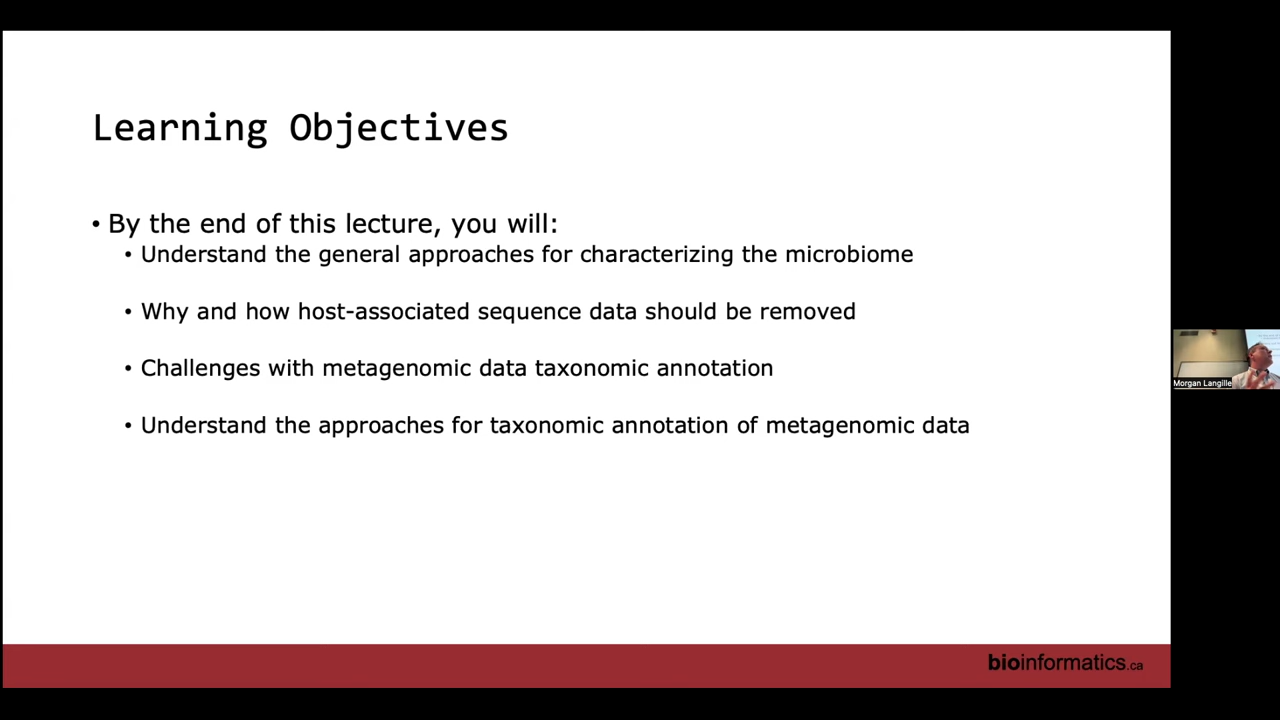 Learning Objectives
• By the end of this lecture, you will:
• Understand the general approaches for characterizing the microbiome
• Why and how host-associated sequence data should be removed
• Challenges with metagenomic data taxonomic annotation
• Understand the approaches for taxonomic annotation of metagenomic data
Morgan Langille
bioinformatics.ca